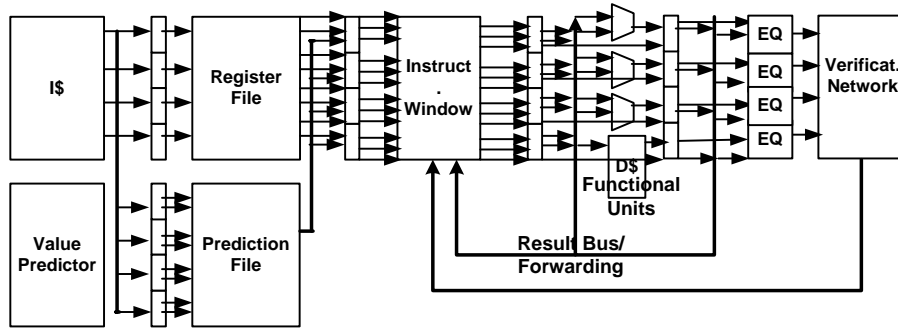 I$
Register
File
Instruct
.
Window
EQ
EQ
EQ
EQ
Verificat.
Network
D$
Functional
Units
Value
Predictor
Prediction
File
Result Bus/
Forwarding